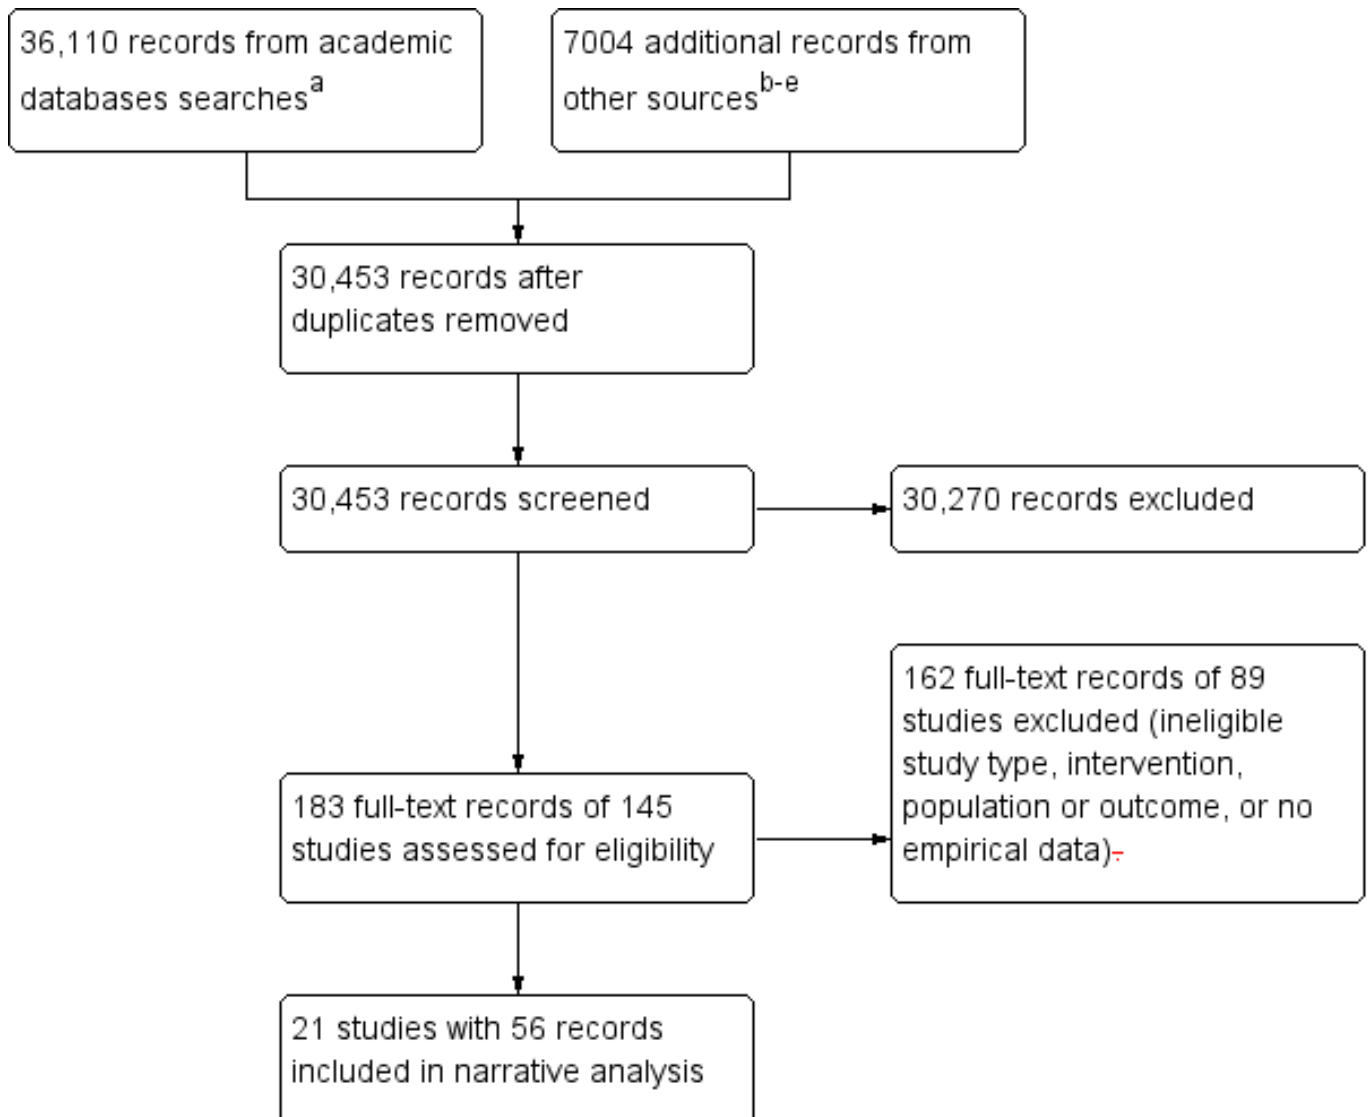 36,110 records from academic
databases searchesa
7004 additional records from
other sourcesb-e
30,453 records after
duplicates removed
30,453 records screened
30,270 records excluded
162 full-text records of 89
studies excluded (ineligible
study type, intervention,
population or outcome, or no
empirical data).
183 full-text records of 145
studies assessed for eligibility
21 studies with 56 records
included in narrative analysis